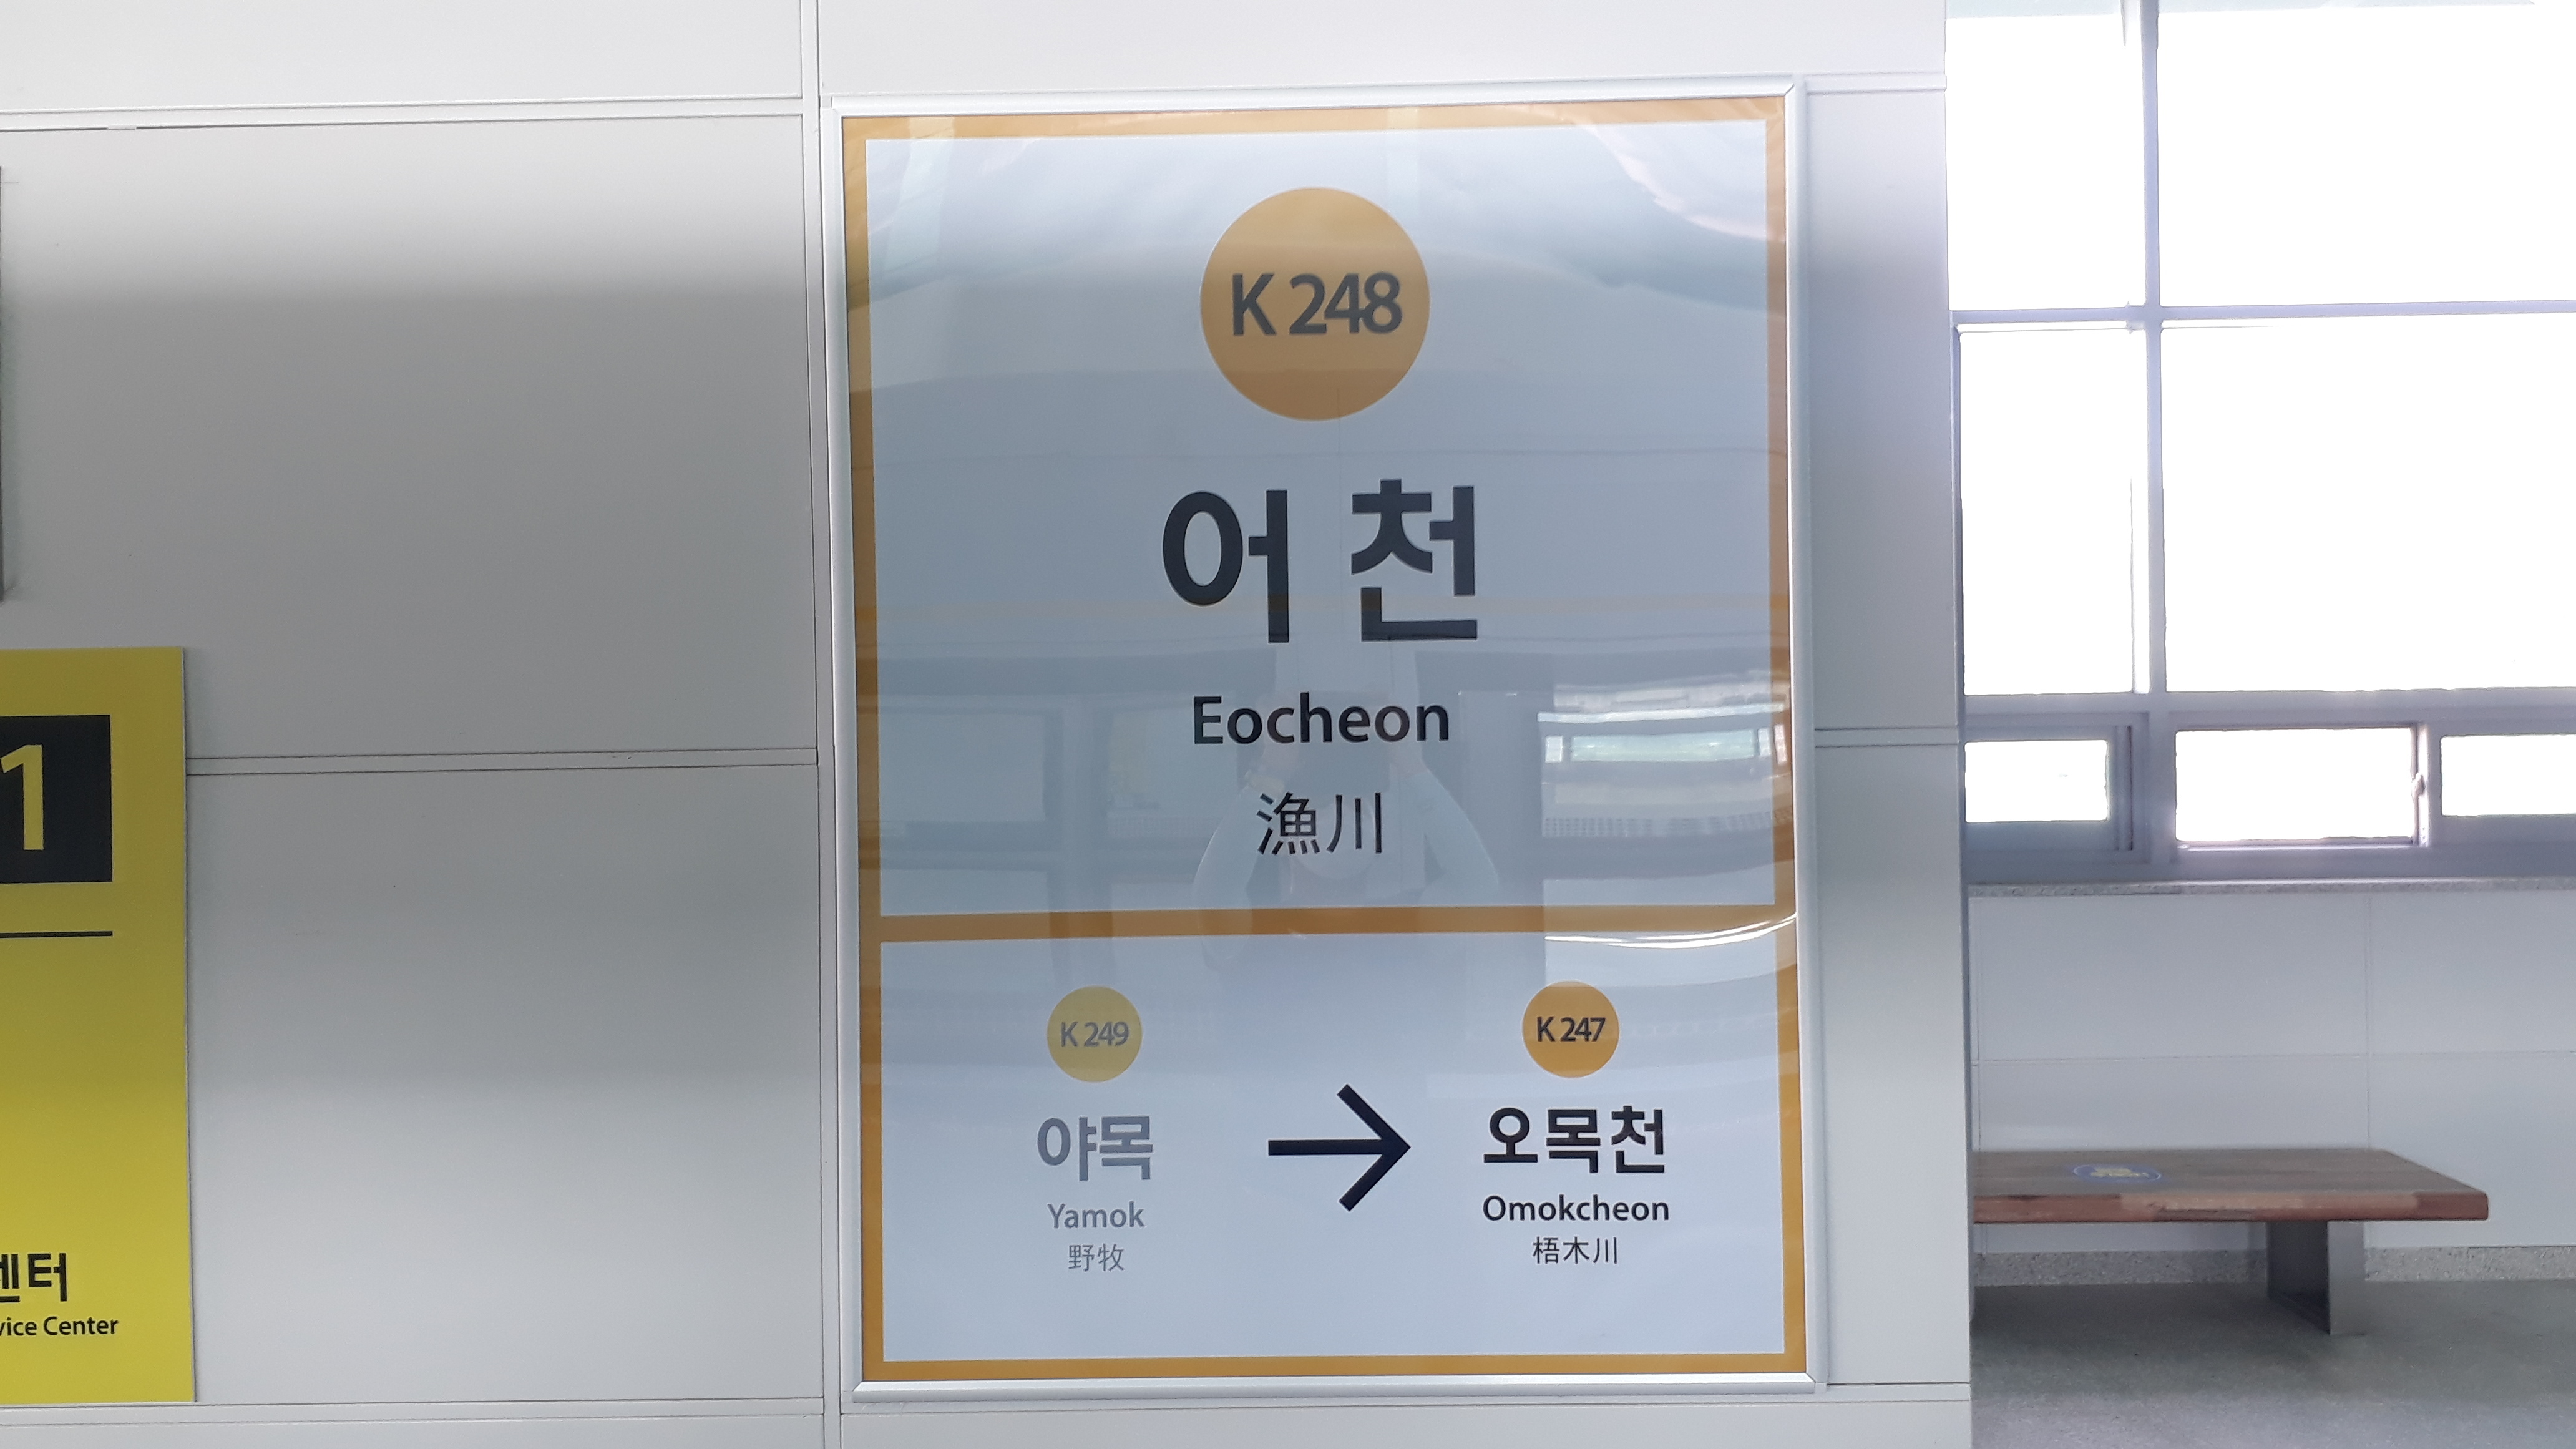 K 248
어천
Eocheon
漁川
K 249
야목
Yamok
野牧
K 247
오목천
Omokcheon
梧木川
1
센터
Center